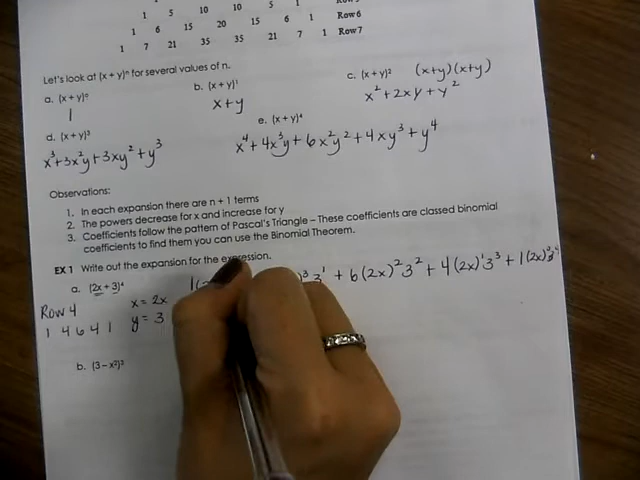 1 5 10 10 5 1
1 6 15 20 15 6 1 Row6
1 7 21 35 35 21 7 1 Row7
Let's look at (x + y)ⁿ for several values of n.
a. (x + y)⁰ b. (x + y)¹ c. (x + y)² (x+y)(x+y)
1 x+y x²+2xy+y²
d. (x + y)³ e. (x + y)⁴
x³+3x²y+3xy²+y³ x⁴+4x³y+6x²y²+4xy³+y⁴
Observations:
1. In each expansion there are n + 1 terms
2. The powers decrease for x and increase for y
3. Coefficients follow the pattern of Pascal's Triangle – These coefficients are classed binomial
coefficients to find them you can use the Binomial Theorem.
EX 1 Write out the expansion for the expression.
a. (2x + 3)⁴ )³3¹ + 6(2x)²3² + 4(2x)¹3³ + 1(2x)
Row 4 x = 2x
1 4 6 4 1 y = 3
b. (3 – x²)³